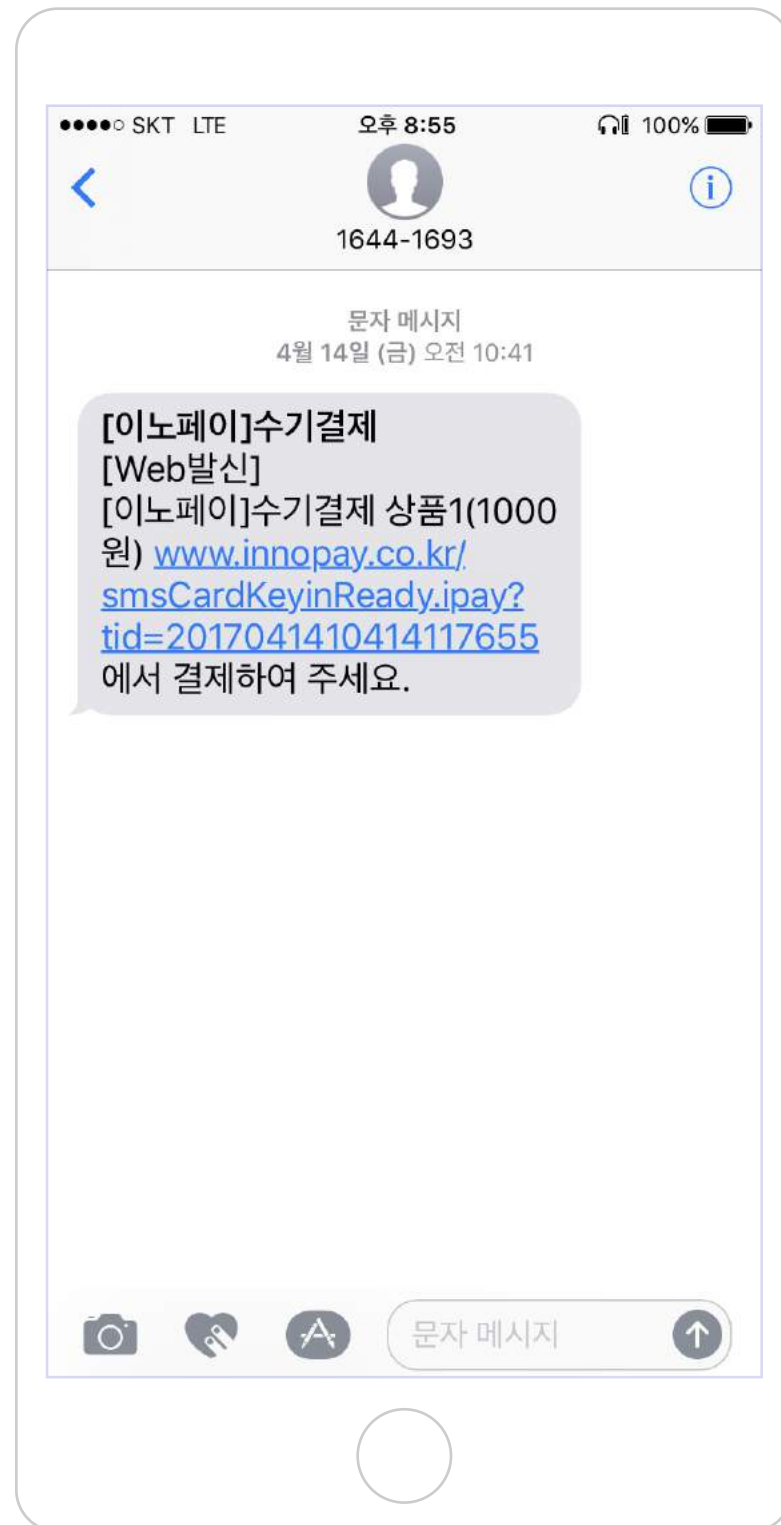 SKT LTE 오후 8:55 100%
1644-1693
문자 메시지
4월 14일 (금) 오전 10:41
[이노페이]수기결제
[Web발신]
[이노페이]수기결제 상품1(1000
원) www.innopay.co.kr/
smsCardKeyinReady.ipay?
tid=2017041410414117655
에서 결제하여 주세요.
문자 메시지